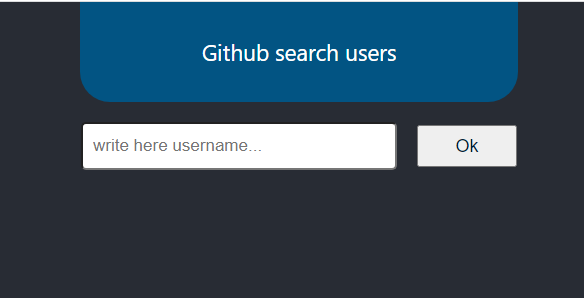 Github search users
write here username...
Ok